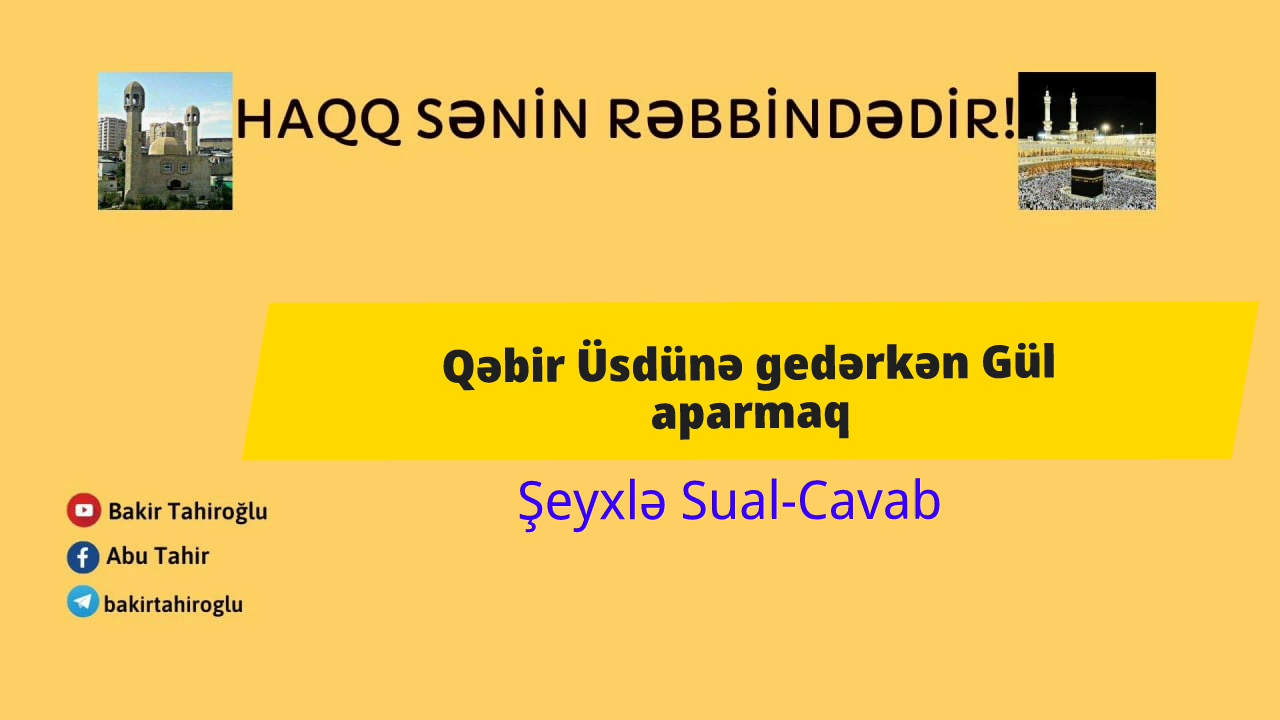 HAQQ SƏNİN RƏBBİNDƏDİR!
Qəbir Üsdünə gedərkən Gül
aparmaq
Şeyxlə Sual-Cavab
Bakir Tahiroğlu
Abu Tahir
bakirtahiroglu